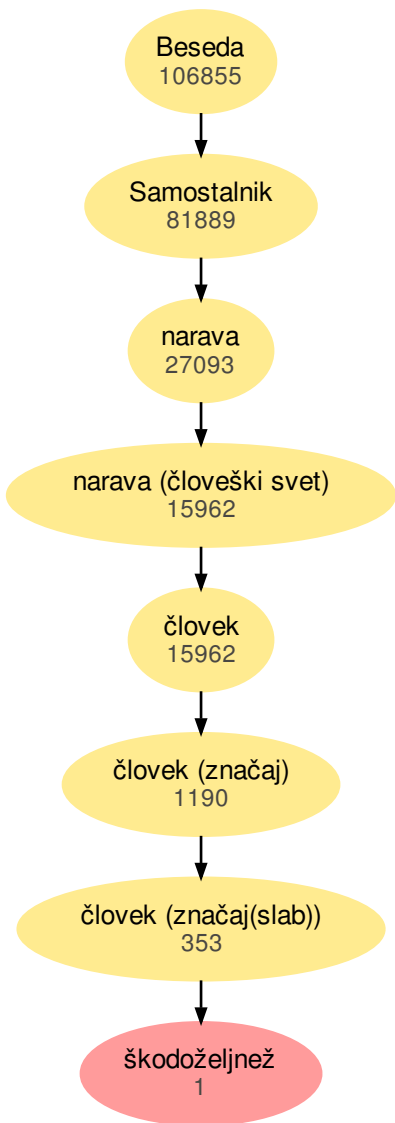 Beseda
106855
Samostalnik
81889
narava
27093
narava (človeški svet)
15962
človek
15962
človek (značaj)
1190
človek (značaj(slab))
353
škodoželjnež
1